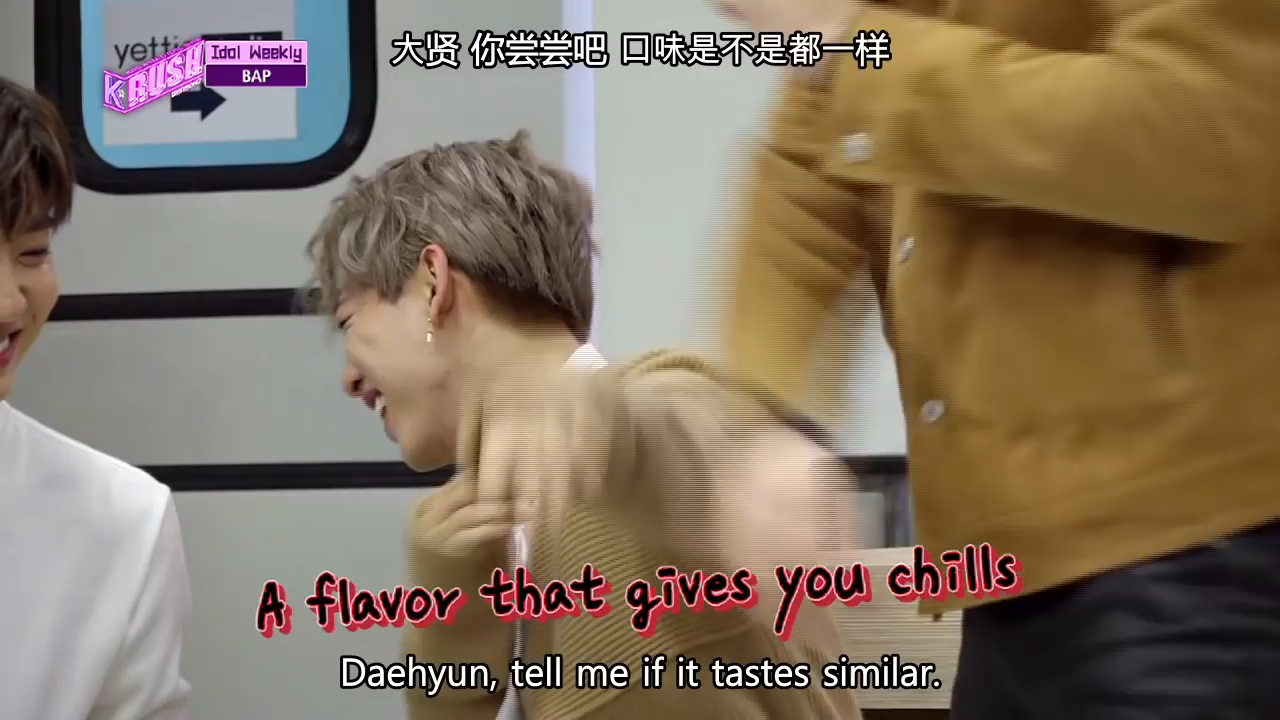 大贤 你尝尝吧 口味是不是都一样
K-RUSH
Idol Weekly
BAP
A flavor that gives you chills
Daehyun, tell me if it tastes similar.